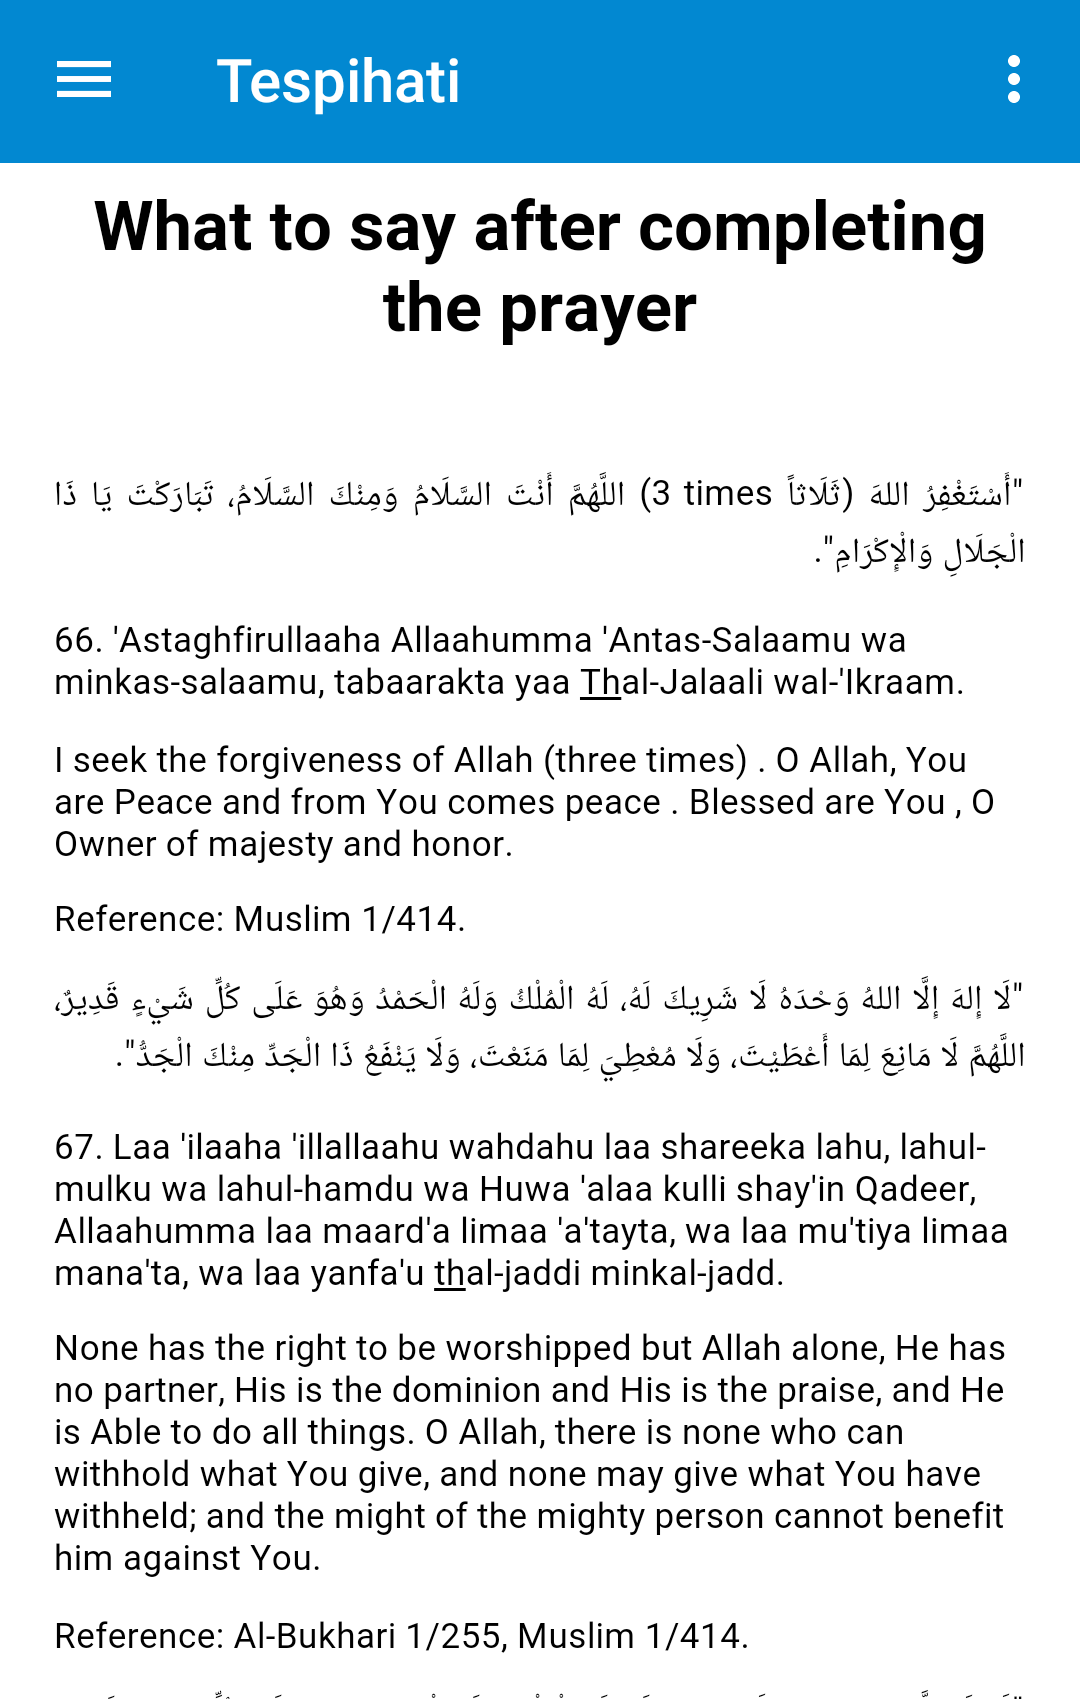 Tespihati
What to say after completing
the prayer
"أَسْتَغْفِرُ اللهَ (ثَلَاثاً 3 times) اللَّهُمَّ أَنْتَ السَّلَامُ وَمِنْكَ السَّلَامُ، تَبَارَكْتَ يَا ذَا
الْجَلَالِ وَالْإِكْرَامِ".
66. 'Astaghfirullaaha Allaahumma 'Antas-Salaamu wa
minkas-salaamu, tabaarakta yaa Thal-Jalaali wal-'Ikraam.
I seek the forgiveness of Allah (three times) . O Allah, You
are Peace and from You comes peace . Blessed are You , O
Owner of majesty and honor.
Reference: Muslim 1/414.
"لَا إلهَ إلَّا اللهُ وَحْدَهُ لَا شَرِيكَ لَهُ، لَهُ الْمُلْكُ وَلَهُ الْحَمْدُ وَهُوَ عَلَى كُلِّ شَيْءٍ قَدِيرٌ،
اللَّهُمَّ لَا مَانِعَ لِمَا أَعْطَيْتَ، وَلَا مُعْطِيَ لِمَا مَنَعْتَ، وَلَا يَنْفَعُ ذَا الْجَدِّ مِنْكَ الْجَدُّ".
67. Laa 'ilaaha 'illallaahu wahdahu laa shareeka lahu, lahul-
mulku wa lahul-hamdu wa Huwa 'alaa kulli shay'in Qadeer,
Allaahumma laa maard'a limaa 'a'tayta, wa laa mu'tiya limaa
mana'ta, wa laa yanfa'u thal-jaddi minkal-jadd.
None has the right to be worshipped but Allah alone, He has
no partner, His is the dominion and His is the praise, and He
is Able to do all things. O Allah, there is none who can
withhold what You give, and none may give what You have
withheld; and the might of the mighty person cannot benefit
him against You.
Reference: Al-Bukhari 1/255, Muslim 1/414.